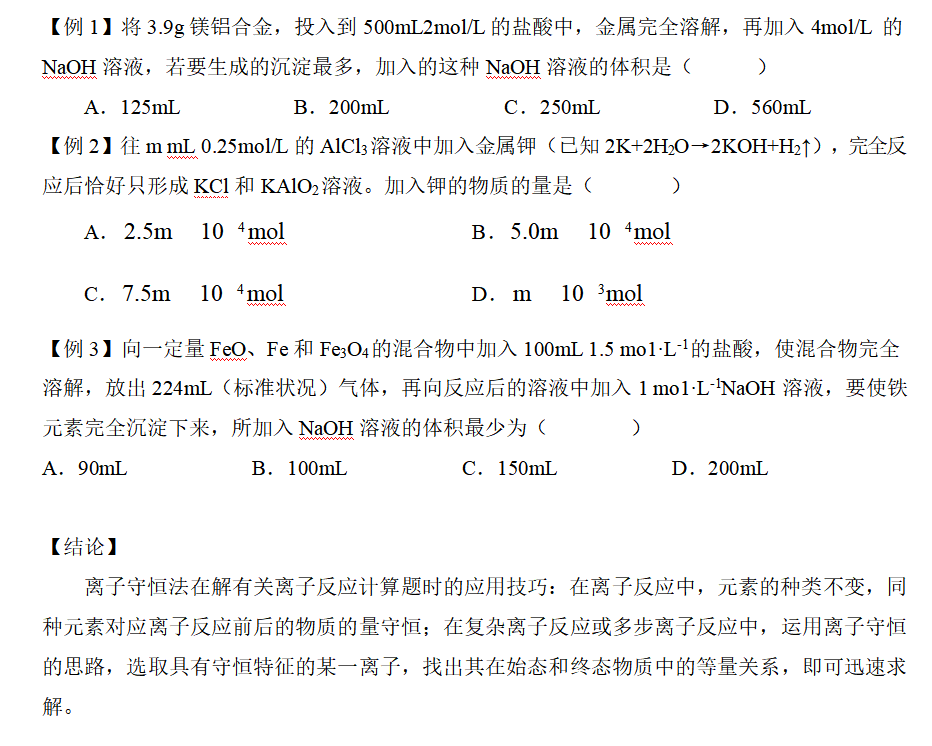 【例 1】将 3.9g 镁铝合金，投入到 500mL2mol/L 的盐酸中，金属完全溶解，再加入 4mol/L 的
NaOH 溶液，若要生成的沉淀最多，加入的这种 NaOH 溶液的体积是（ ）
A．125mL B．200mL C．250mL D．560mL
【例 2】往 m mL 0.25mol/L 的 AlCl₃溶液中加入金属钾（已知 2K+2H₂O→2KOH+H₂↑），完全反
应后恰好只形成 KCl 和 KAlO₂溶液。加入钾的物质的量是（ ）
A． 2.5m 10 ⁴mol B．5.0m 10 ⁴mol
C．7.5m 10 ⁴mol D．m 10 ³mol
【例 3】向一定量 FeO、Fe 和 Fe₃O₄的混合物中加入 100mL 1.5 mo1·L⁻¹的盐酸，使混合物完全
溶解，放出 224mL（标准状况）气体，再向反应后的溶液中加入 1 mo1·L⁻¹NaOH 溶液，要使铁
元素完全沉淀下来，所加入 NaOH 溶液的体积最少为（ ）
A．90mL B．100mL C．150mL D．200mL
【结论】
离子守恒法在解有关离子反应计算题时的应用技巧：在离子反应中，元素的种类不变，同
种元素对应离子反应前后的物质的量守恒；在复杂离子反应或多步离子反应中，运用离子守恒
的思路，选取具有守恒特征的某一离子，找出其在始态和终态物质中的等量关系，即可迅速求
解。